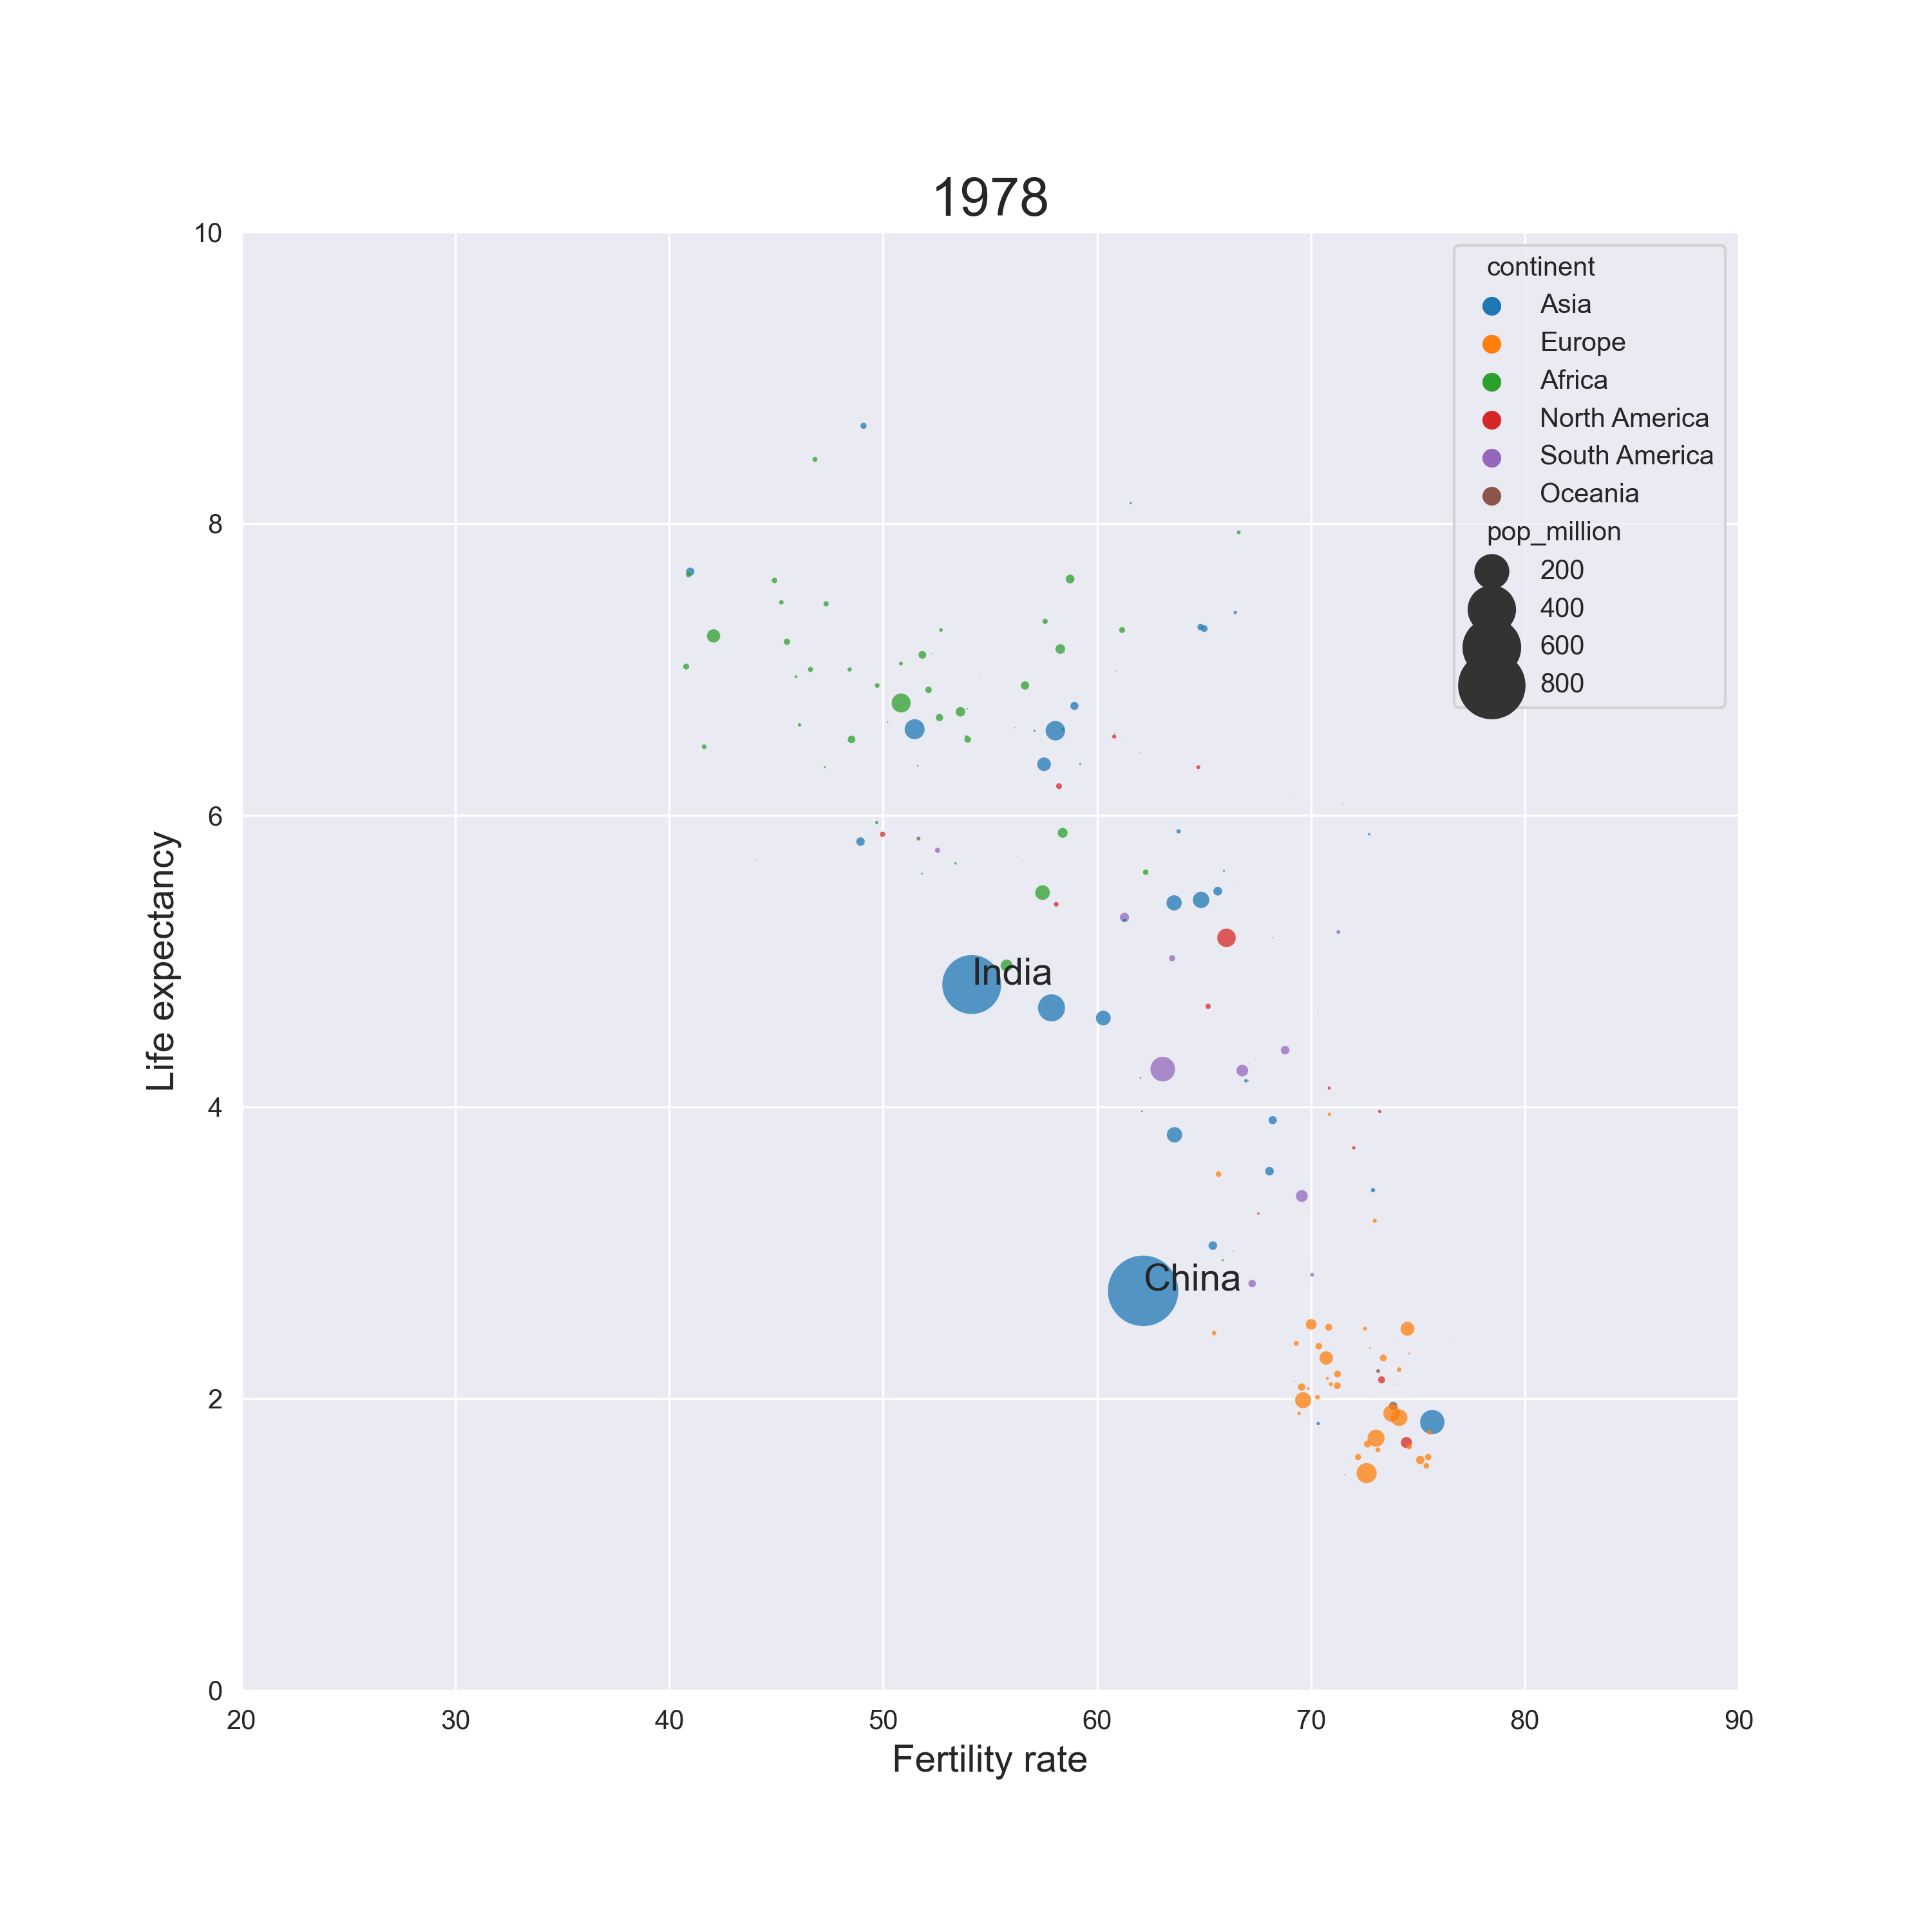 1978
10
8
6
4
2
0
Life expectancy
continent
Asia
Europe
Africa
North America
South America
Oceania
pop_million
200
400
600
800
India
China
20 30 40 50 60 70 80 90
Fertility rate